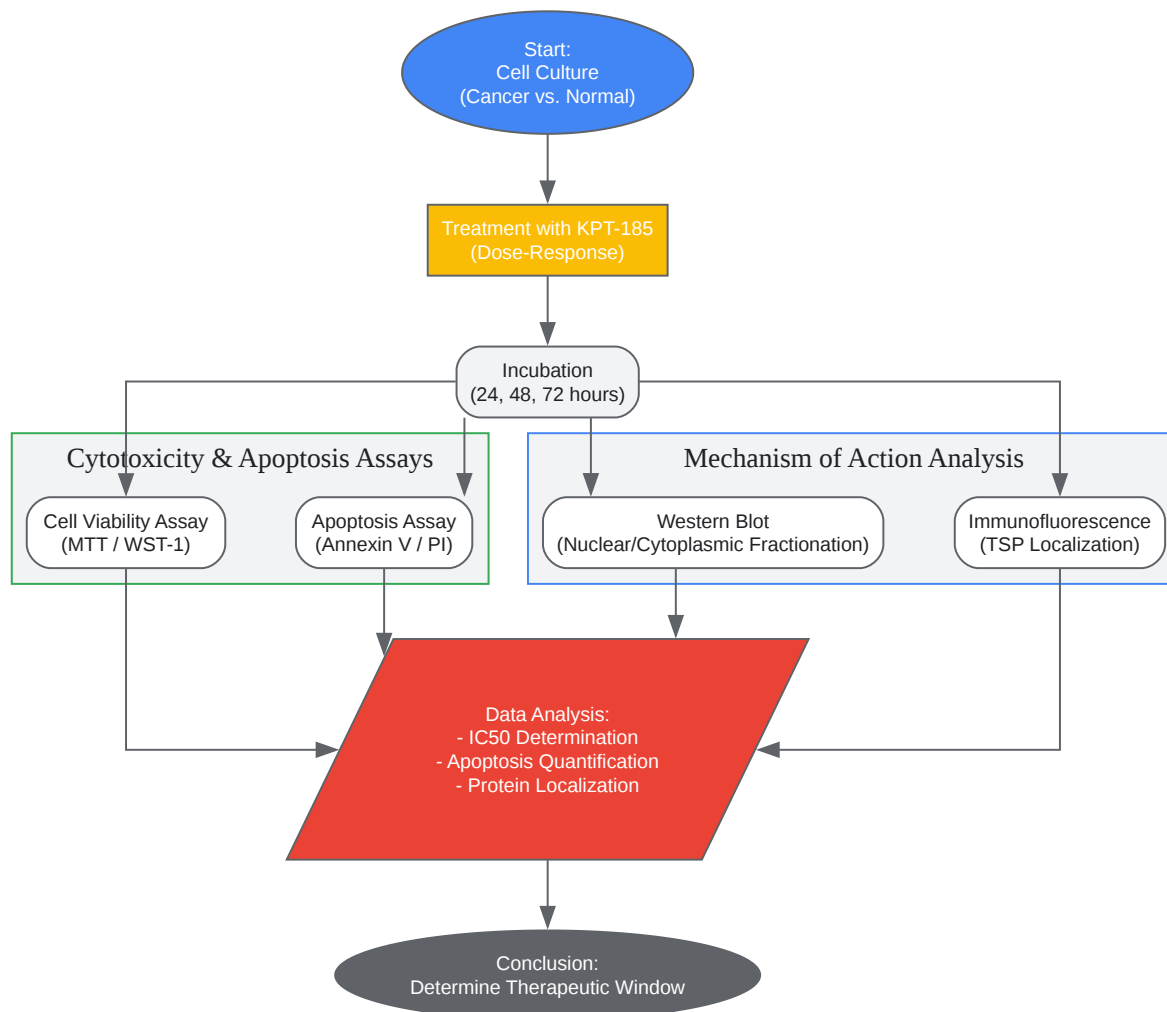 Start:
Cell Culture
(Cancer vs. Normal)
Treatment with KPT-185
(Dose-Response)
Incubation
(24, 48, 72 hours)
Cytotoxicity & Apoptosis Assays
Cell Viability Assay
(MTT / WST-1)
Apoptosis Assay
(Annexin V / PI)
Mechanism of Action Analysis
Western Blot
(Nuclear/Cytoplasmic Fractionation)
Immunofluorescence
(TSP Localization)
Data Analysis:
- IC50 Determination
- Apoptosis Quantification
- Protein Localization
Conclusion:
Determine Therapeutic Window